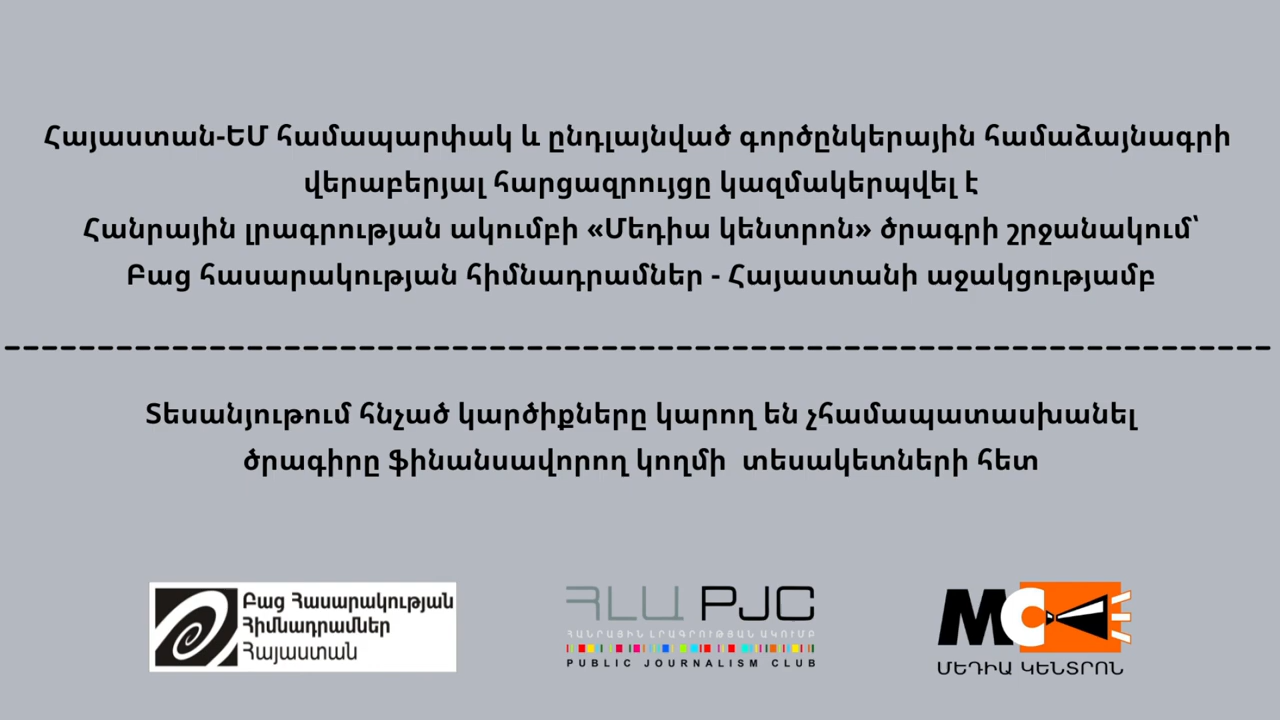 Հայաստան-ԵՄ համապարփակ և ընդլայնված գործընկերային համաձայնագրի
վերաբերյալ հարցազրույցը կազմակերպվել է
Հանրային լրագրության ակումբի «Մեդիա կենտրոն» ծրագրի շրջանակում՝
Բաց հասարակության հիմնադրամներ - Հայաստանի աջակցությամբ
Տեսանյութում հնչած կարծիքները կարող են չհամապատասխանել
ծրագիրը ֆինանսավորող կողմի տեսակետների հետ
Բաց Հասարակության
Հիմնադրամներ
Հայաստան
ՀԼԱ PJC
ՀԱՆՐԱՅԻՆ ԼՐԱԳՐՈՒԹՅԱՆ ԱԿՈՒՄԲ
PUBLIC JOURNALISM CLUB
MC
ՄԵԴԻԱ ԿԵՆՏՐՈՆ